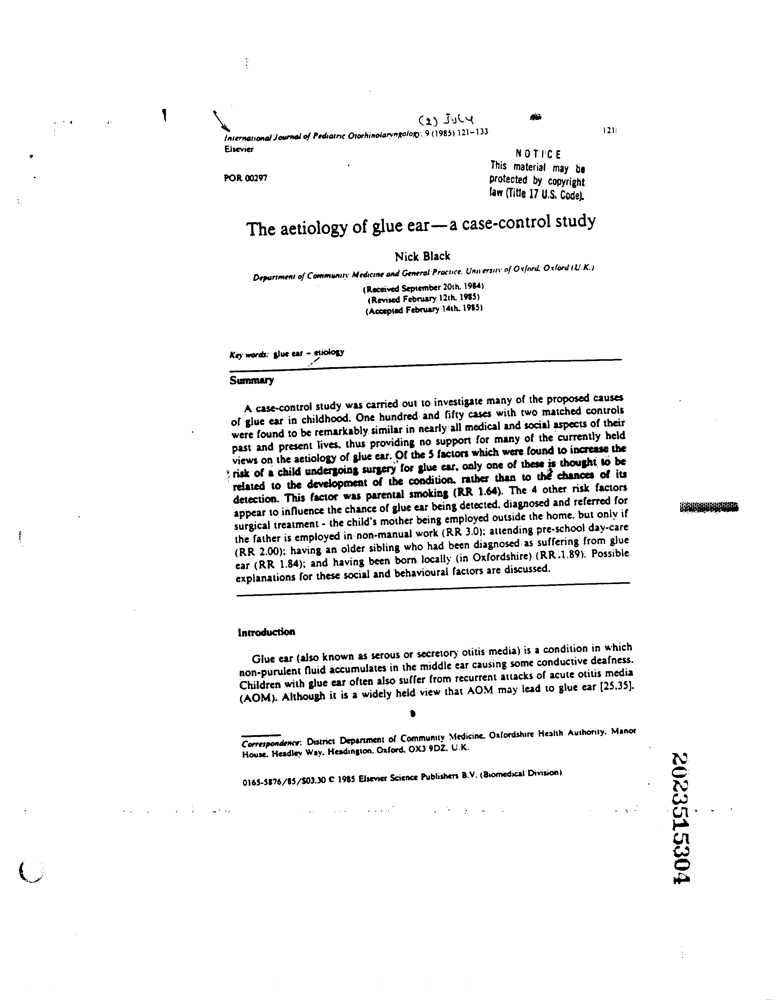 (2) July
International Journal of Pediatric Otorhinolaryngology, 9 (1985) 121–133
121
Elsevier
NOTICE
This material may be
protected by copyright
law (Title 17 U.S. Code).
POR 00297
The aetiology of glue ear—a case-control study
Nick Black
Department of Community Medicine and General Practice, University of Oxford, Oxford (U.K.)
(Received September 20th, 1984)
(Revised February 12th, 1985)
(Accepted February 14th, 1985)
Key words: glue ear – etiology
Summary
A case-control study was carried out to investigate many of the proposed causes
of glue ear in childhood. One hundred and fifty cases with two matched controls
were found to be remarkably similar in nearly all medical and social aspects of their
past and present lives, thus providing no support for many of the currently held
views on the aetiology of glue ear. Of the 5 factors which were found to increase the
risk of a child undergoing surgery for glue ear, only one of these is thought to be
related to the development of the condition, rather than to the chances of its
detection. This factor was parental smoking (RR 1.64). The 4 other risk factors
appear to influence the chance of glue ear being detected, diagnosed and referred for
surgical treatment - the child's mother being employed outside the home, but only if
the father is employed in non-manual work (RR 3.0); attending pre-school day-care
(RR 2.00); having an older sibling who had been diagnosed as suffering from glue
ear (RR 1.84); and having been born locally (in Oxfordshire) (RR 1.89). Possible
explanations for these social and behavioural factors are discussed.
Introduction
Glue ear (also known as serous or secretory otitis media) is a condition in which
non-purulent fluid accumulates in the middle ear causing some conductive deafness.
Children with glue ear often also suffer from recurrent attacks of acute otitis media
(AOM). Although it is a widely held view that AOM may lead to glue ear [25,35],
Correspondence: District Department of Community Medicine, Oxfordshire Health Authority, Manor
House, Headley Way, Headington, Oxford, OX3 9DZ, U.K.
0165-5876/85/$03.30 © 1985 Elsevier Science Publishers B.V. (Biomedical Division)
2023515304